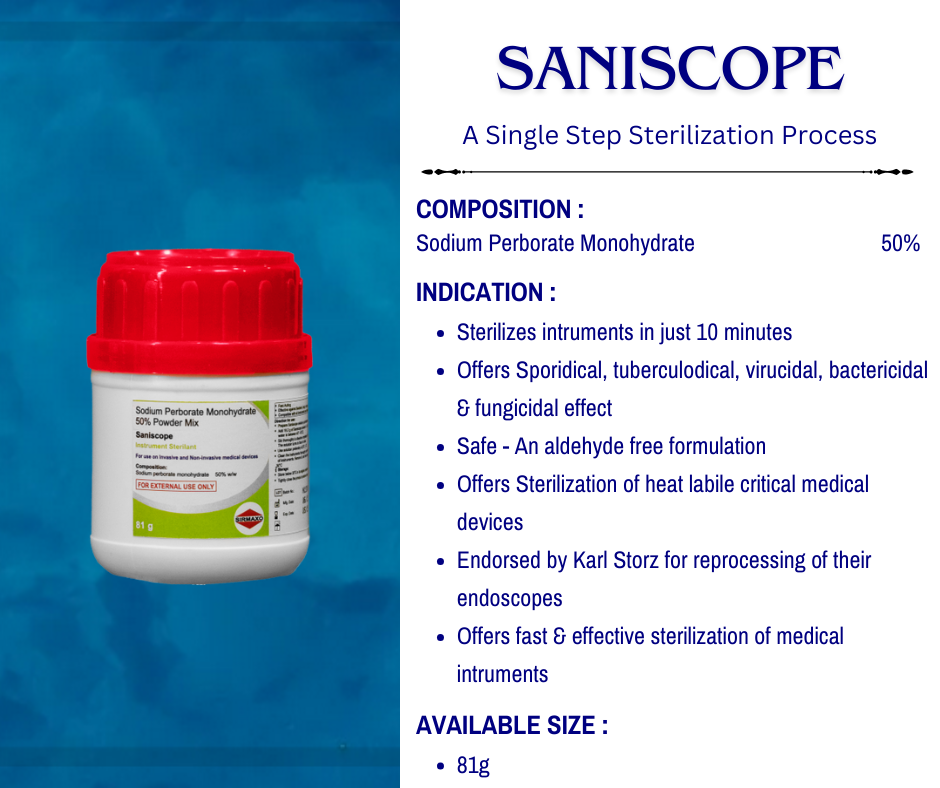 SANISCOPE
A Single Step Sterilization Process
COMPOSITION :
Sodium Perborate Monohydrate 50%
INDICATION :
Sterilizes intruments in just 10 minutes
Offers Sporidical, tuberculodical, virucidal, bactericidal
& fungicidal effect
Safe - An aldehyde free formulation
Offers Sterilization of heat labile critical medical
devices
Endorsed by Karl Storz for reprocessing of their
endoscopes
Offers fast & effective sterilization of medical
intruments
AVAILABLE SIZE :
81g
Sodium Perborate Monohydrate
50% Powder Mix
Saniscope
Instrument Sterilant
For use on Invasive and Non-invasive medical devices
Composition:
Sodium perborate monohydrate 50% w/w
FOR EXTERNAL USE ONLY
81 g
SIRMAXO